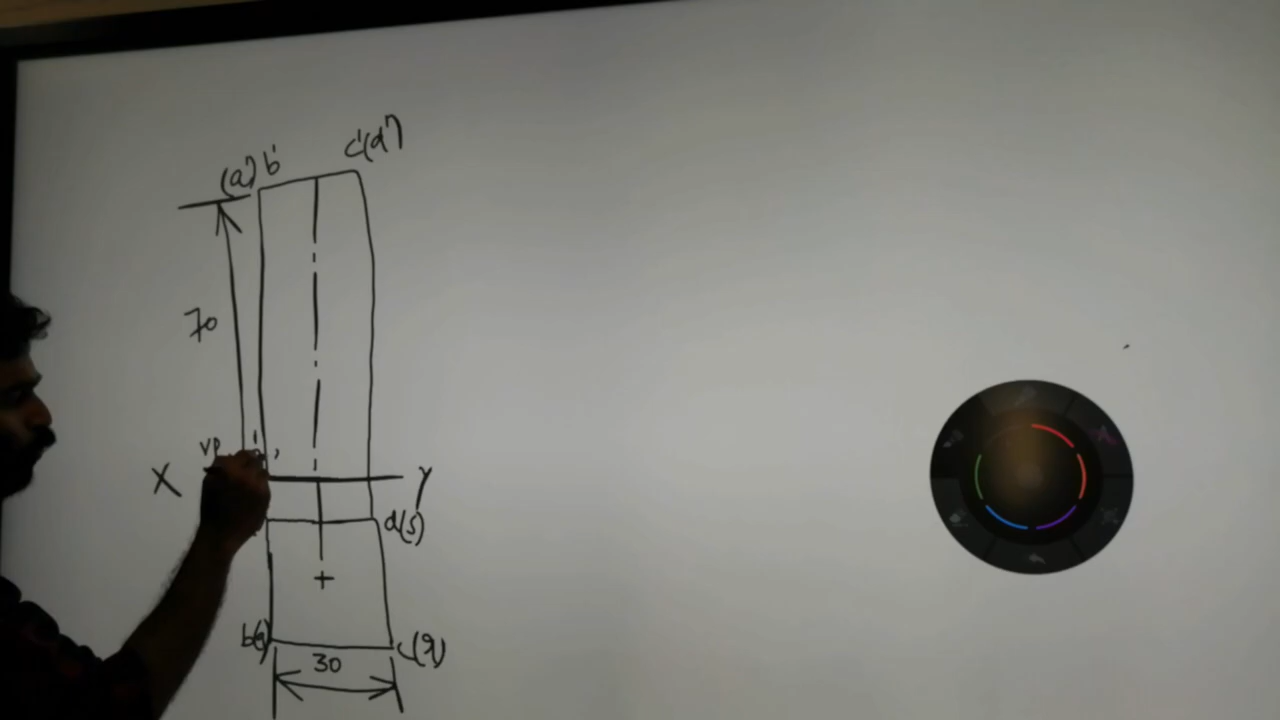 c'(d')
(a') b'
70
VP
X
Y
d(s)
b(q)
c(r)
30